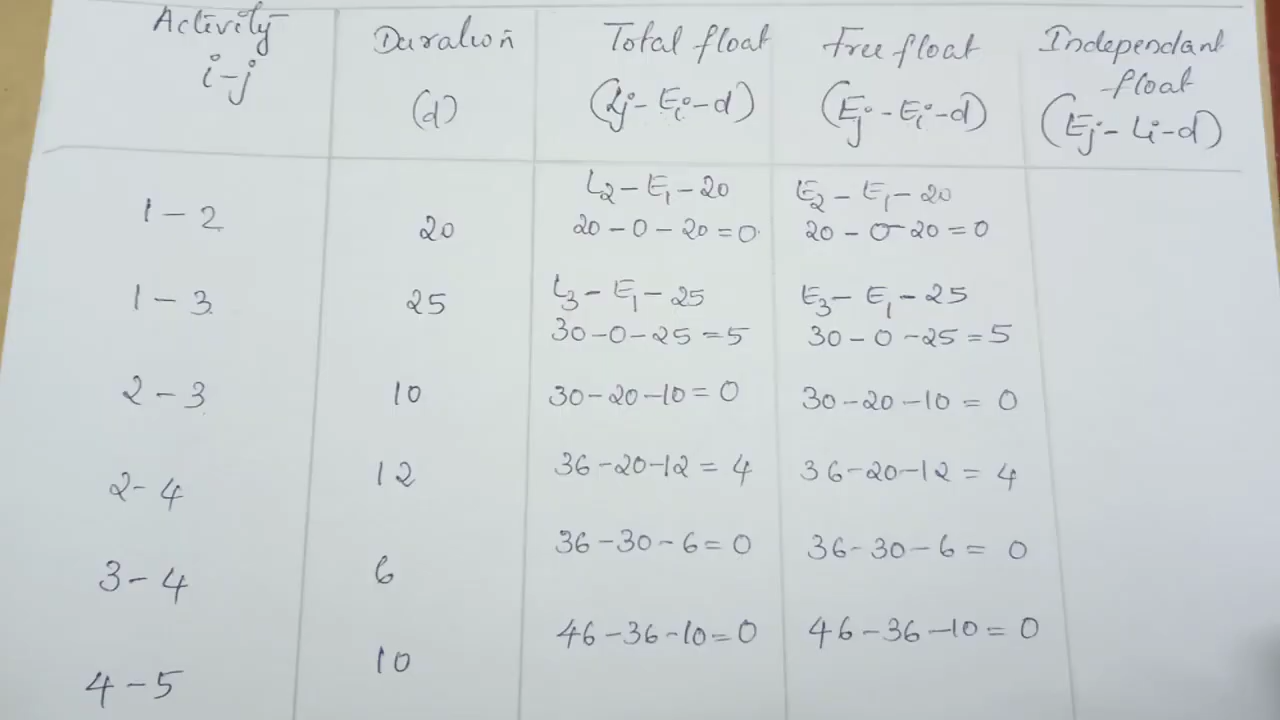 Activity i-j Duration (d) Total float (Lj - Ei - d) Free float (Ej - Ei - d) Independant float (Ej - Li - d)
1 - 2 20 L2 - E1 - 20 E2 - E1 - 20
20 - 0 - 20 = 0 20 - 0 - 20 = 0
1 - 3 25 L3 - E1 - 25 E3 - E1 - 25
30 - 0 - 25 = 5 30 - 0 - 25 = 5
2 - 3 10 30 - 20 - 10 = 0 30 - 20 - 10 = 0
2 - 4 12 36 - 20 - 12 = 4 36 - 20 - 12 = 4
3 - 4 6 36 - 30 - 6 = 0 36 - 30 - 6 = 0
4 - 5 10 46 - 36 - 10 = 0 46 - 36 - 10 = 0